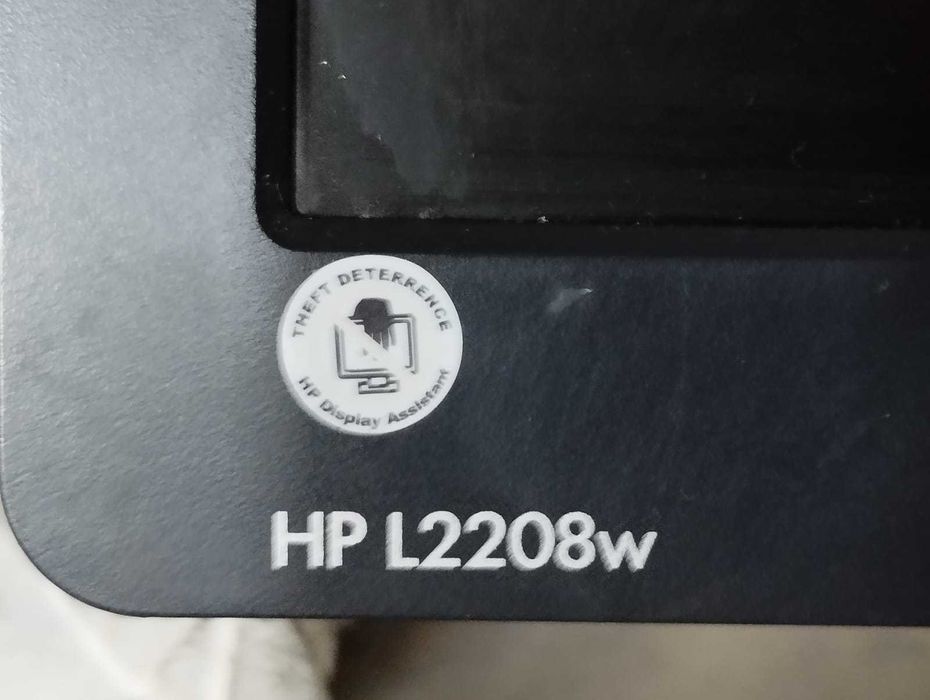 THEFT DETERRENCE
HP Display Assistant
HP L2208w